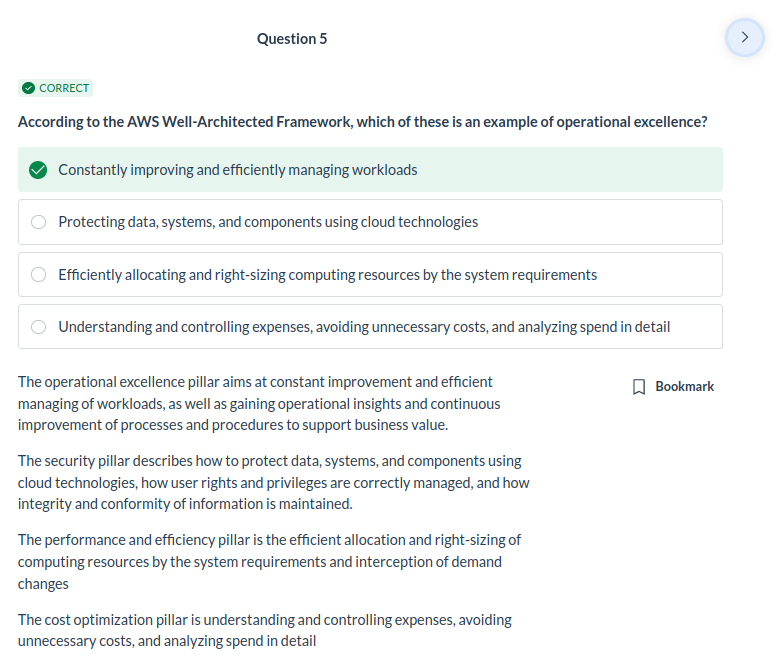 Question 5
CORRECT
According to the AWS Well-Architected Framework, which of these is an example of operational excellence?
Constantly improving and efficiently managing workloads
Protecting data, systems, and components using cloud technologies
Efficiently allocating and right-sizing computing resources by the system requirements
Understanding and controlling expenses, avoiding unnecessary costs, and analyzing spend in detail
The operational excellence pillar aims at constant improvement and efficient
managing of workloads, as well as gaining operational insights and continuous
improvement of processes and procedures to support business value.
Bookmark
The security pillar describes how to protect data, systems, and components using
cloud technologies, how user rights and privileges are correctly managed, and how
integrity and conformity of information is maintained.
The performance and efficiency pillar is the efficient allocation and right-sizing of
computing resources by the system requirements and interception of demand
changes
The cost optimization pillar is understanding and controlling expenses, avoiding
unnecessary costs, and analyzing spend in detail